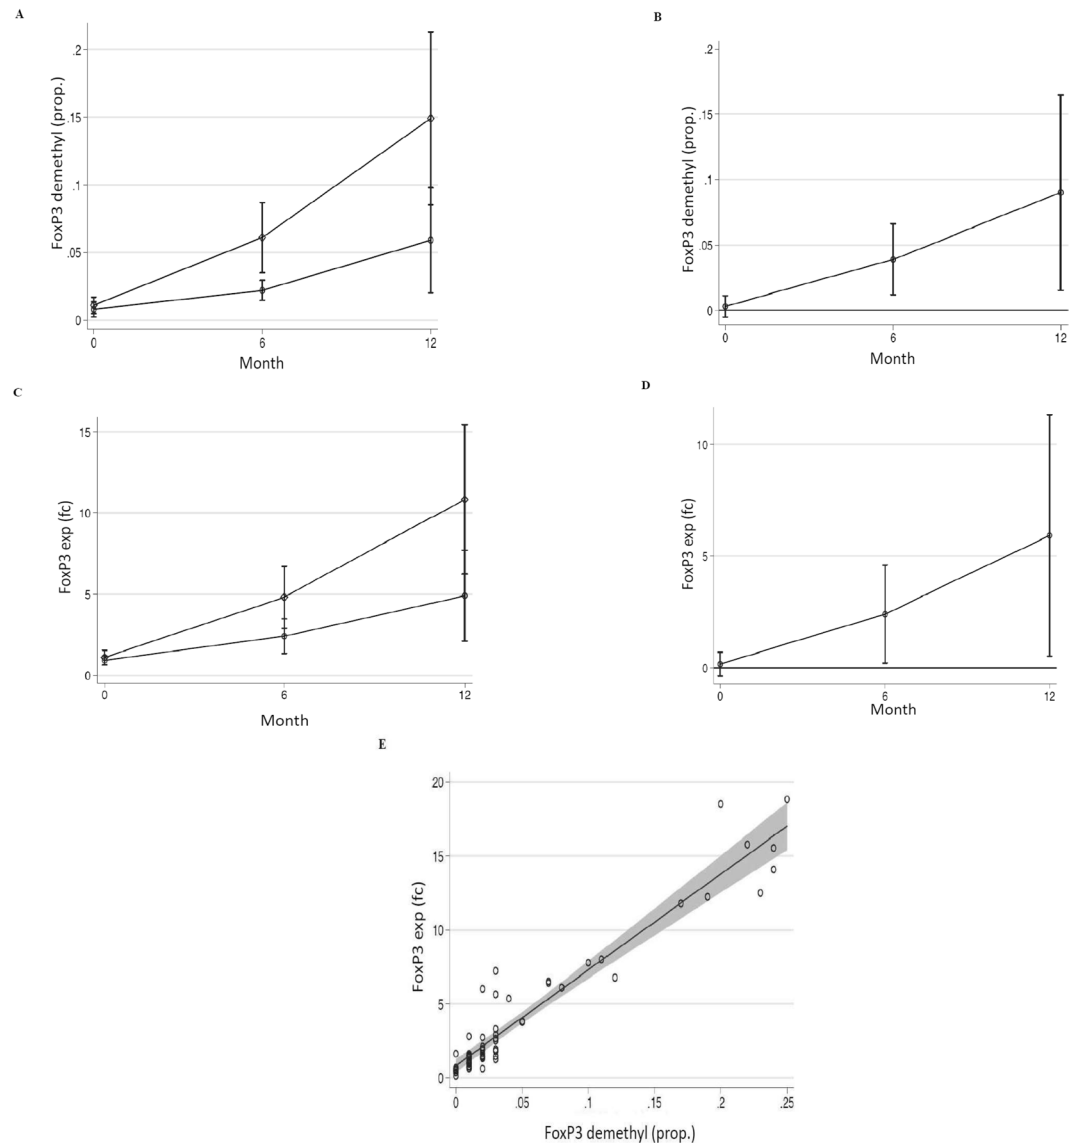 A
FoxP3 demethyl (prop.)
.2
.15
.1
.05
0
0 6 12
Month
B
FoxP3 demethyl (prop.)
.2
.15
.1
.05
0
0 6 12
Month
C
FoxP3 exp (fc)
15
10
5
0
0 6 12
Month
D
FoxP3 exp (fc)
10
5
0
0 6 12
Month
E
FoxP3 exp (fc)
20
15
10
5
0
0 .05 .1 .15 .2 .25
FoxP3 demethyl (prop.)